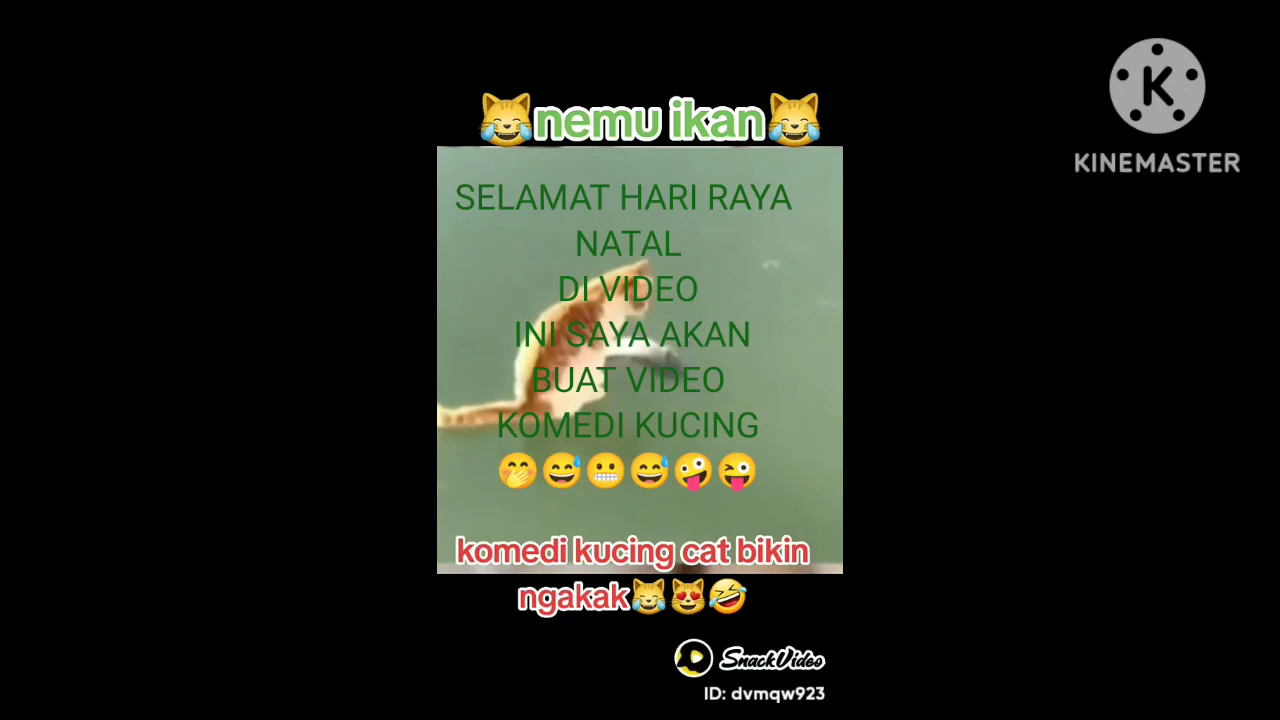 😹nemu ikan😹
KINEMASTER
SELAMAT HARI RAYA
NATAL
DI VIDEO
INI SAYA AKAN
BUAT VIDEO
KOMEDI KUCING
🤭😅😬😅🤪😜
komedi kucing cat bikin
ngakak😹😻🤣
SnackVideo
ID: dvmqw923